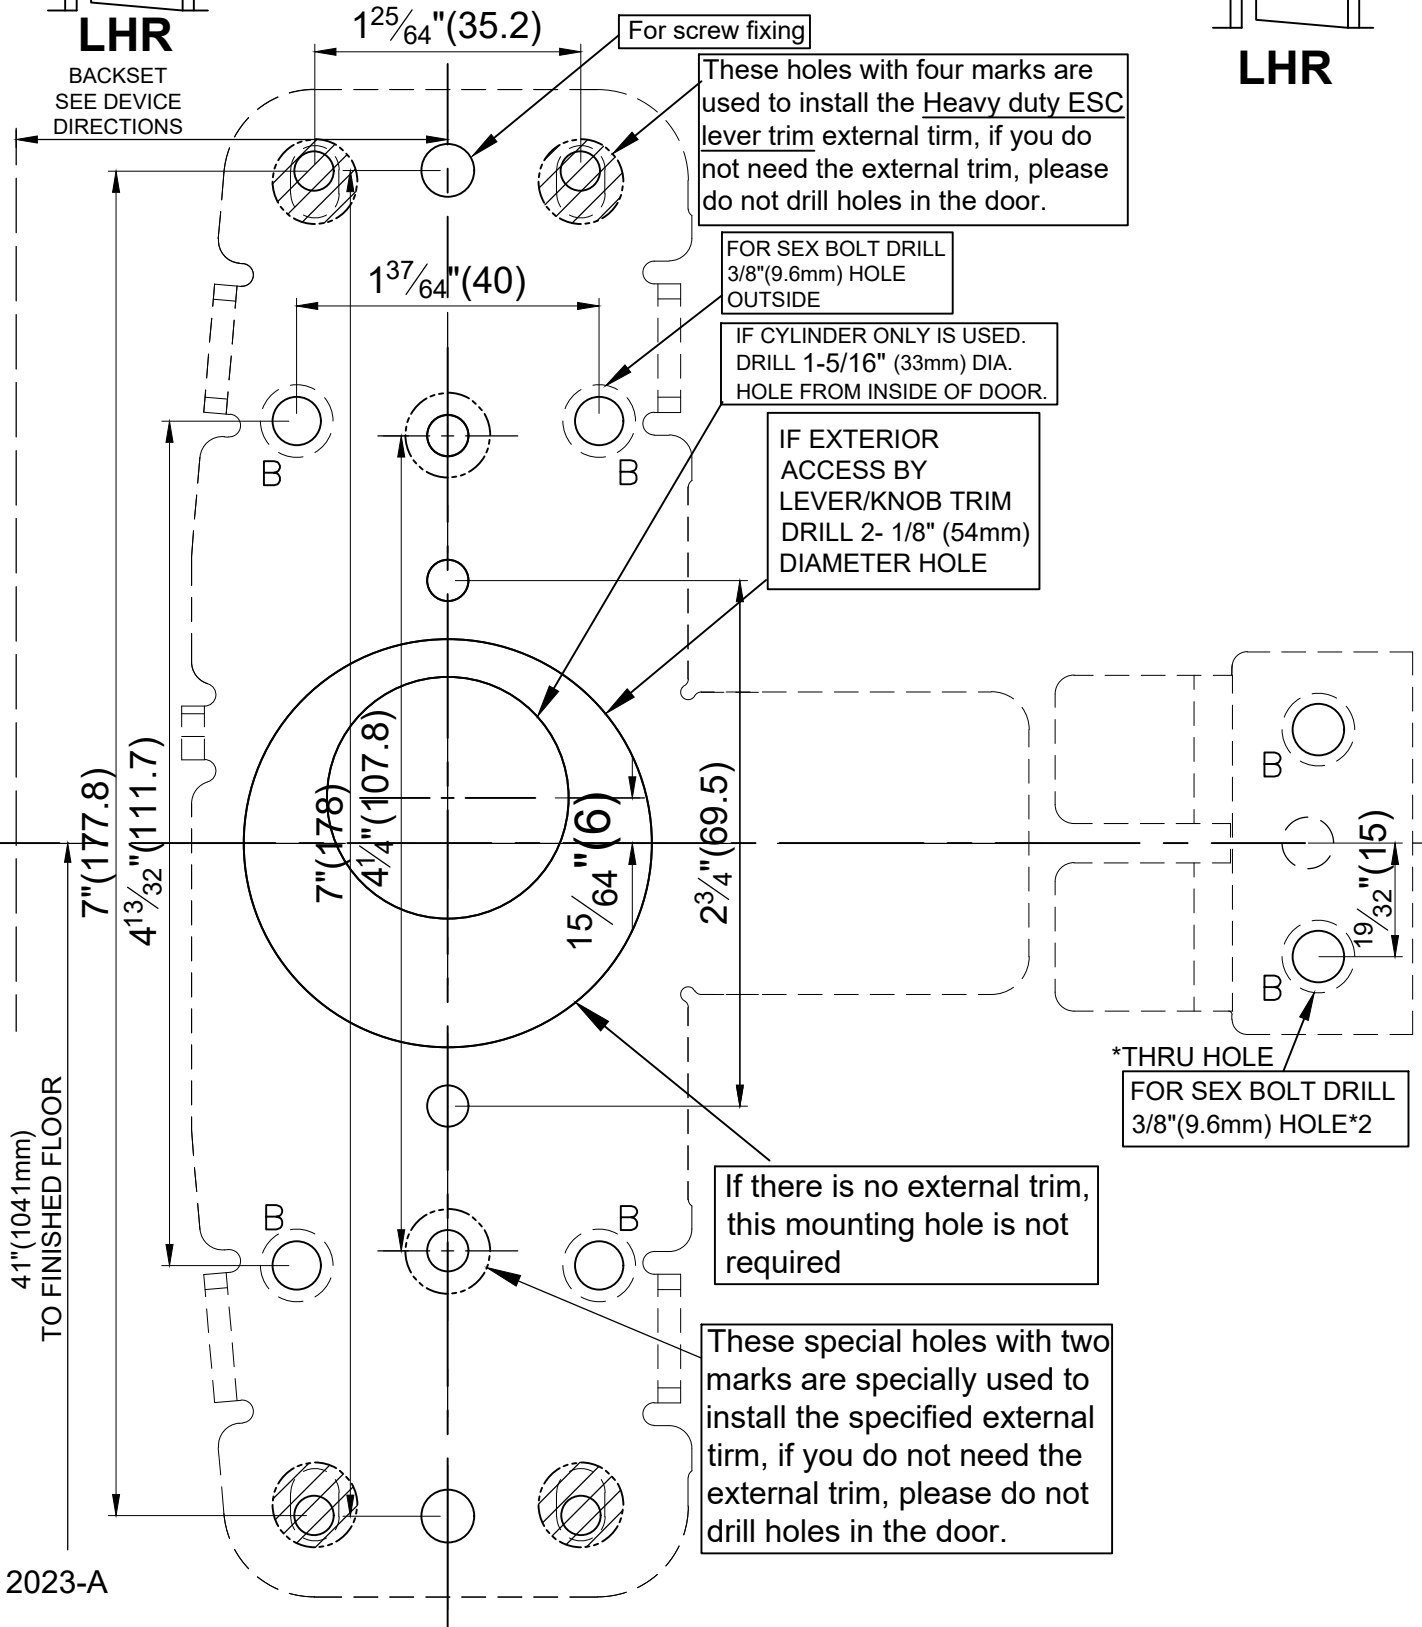 LHR
BACKSET
SEE DEVICE
DIRECTIONS
1 25/64"(35.2)
For screw fixing
LHR
These holes with four marks are
used to install the Heavy duty ESC
lever trim external tirm, if you do
not need the external trim, please
do not drill holes in the door.
1 37/64"(40)
FOR SEX BOLT DRILL
3/8"(9.6mm) HOLE
OUTSIDE
IF CYLINDER ONLY IS USED.
DRILL 1-5/16" (33mm) DIA.
HOLE FROM INSIDE OF DOOR.
IF EXTERIOR
ACCESS BY
LEVER/KNOB TRIM
DRILL 2- 1/8" (54mm)
DIAMETER HOLE
B
B
7"(177.8)
4 13/32"(111.7)
7"(178)
4 1/4"(107.8)
15/64"(6)
2 3/4"(69.5)
B
19/32"(15)
B
*THRU HOLE
FOR SEX BOLT DRILL
3/8"(9.6mm) HOLE*2
41"(1041mm)
TO FINISHED FLOOR
If there is no external trim,
this mounting hole is not
required
B
B
These special holes with two
marks are specially used to
install the specified external
tirm, if you do not need the
external trim, please do not
drill holes in the door.
2023-A